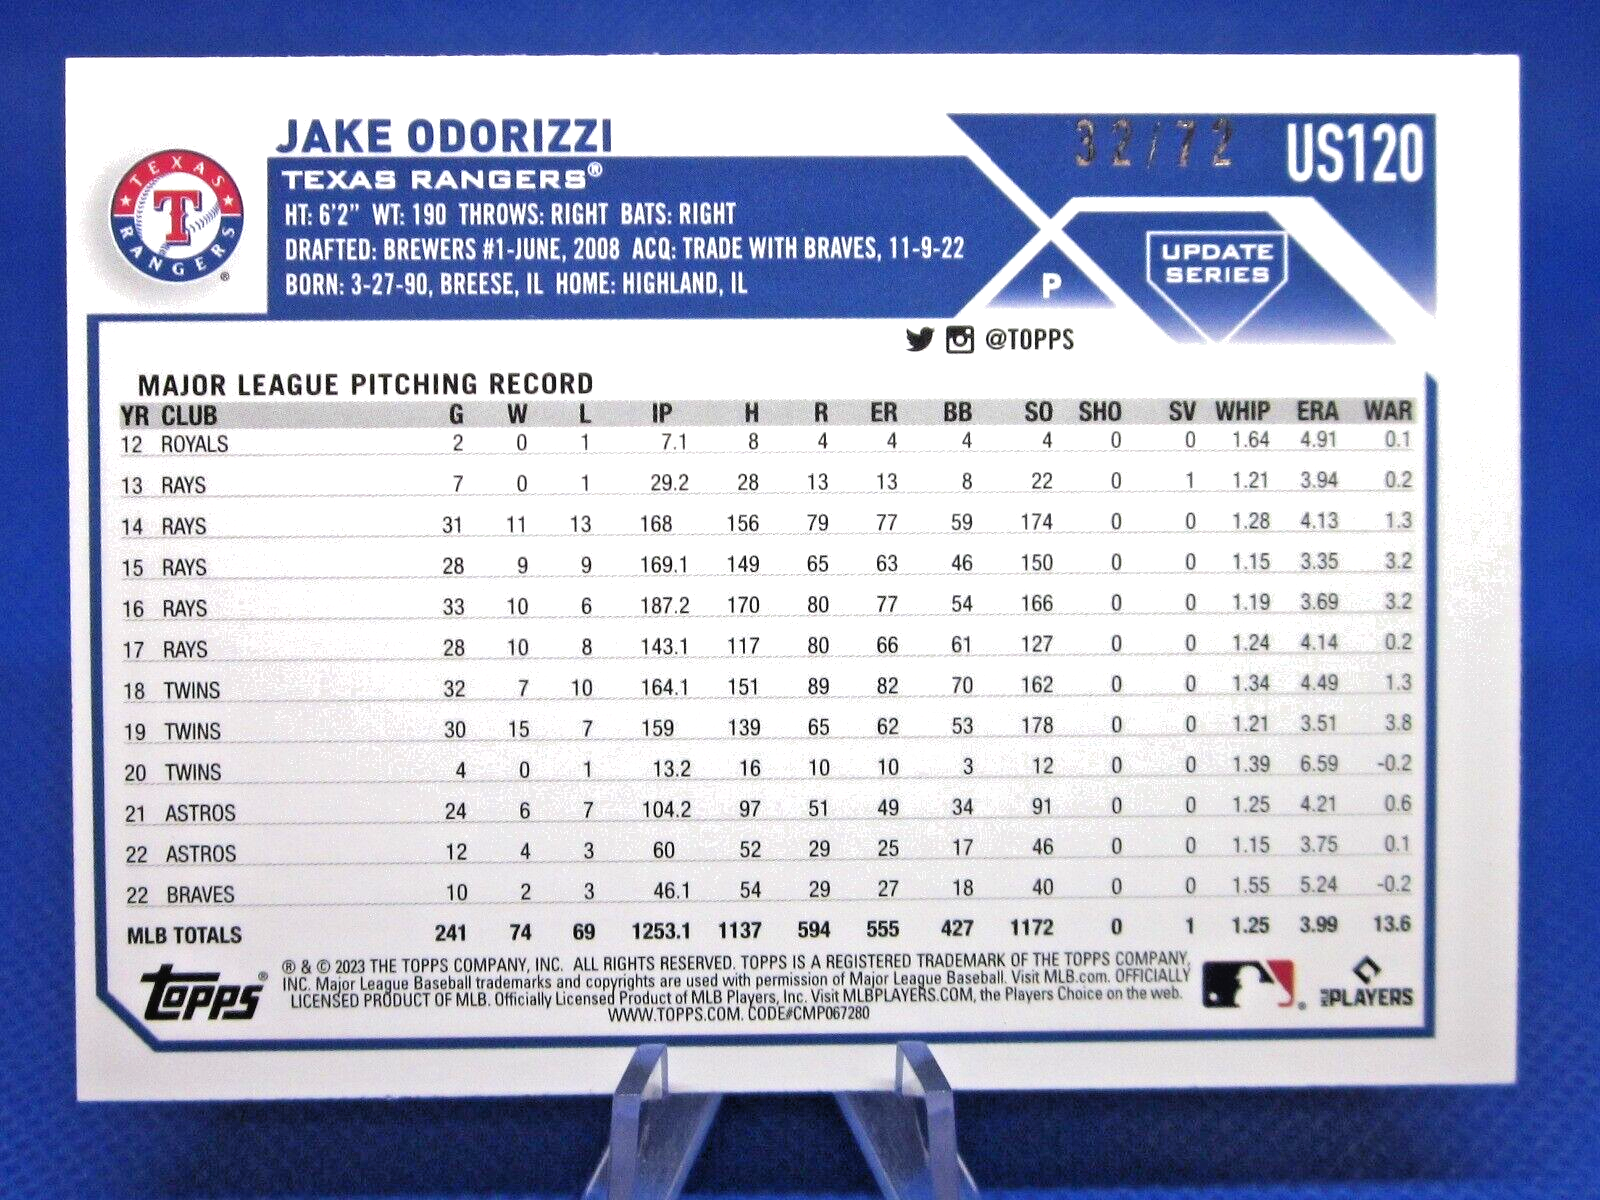 JAKE ODORIZZI
32/72
US120
TEXAS RANGERS
TEXAS RANGERS®
HT: 6'2" WT: 190 THROWS: RIGHT BATS: RIGHT
DRAFTED: BREWERS #1-JUNE, 2008 ACQ: TRADE WITH BRAVES, 11-9-22
BORN: 3-27-90, BREESE, IL HOME: HIGHLAND, IL
P
UPDATE
SERIES
@TOPPS
MAJOR LEAGUE PITCHING RECORD
YR CLUB G W L IP H R ER BB SO SHO SV WHIP ERA WAR
12 ROYALS 2 0 1 7.1 8 4 4 4 4 0 0 1.64 4.91 0.1
13 RAYS 7 0 1 29.2 28 13 13 8 22 0 1 1.21 3.94 0.2
14 RAYS 31 11 13 168 156 79 77 59 174 0 0 1.28 4.13 1.3
15 RAYS 28 9 9 169.1 149 65 63 46 150 0 0 1.15 3.35 3.2
16 RAYS 33 10 6 187.2 170 80 77 54 166 0 0 1.19 3.69 3.2
17 RAYS 28 10 8 143.1 117 80 66 61 127 0 0 1.24 4.14 0.2
18 TWINS 32 7 10 164.1 151 89 82 70 162 0 0 1.34 4.49 1.3
19 TWINS 30 15 7 159 139 65 62 53 178 0 0 1.21 3.51 3.8
20 TWINS 4 0 1 13.2 16 10 10 3 12 0 0 1.39 6.59 -0.2
21 ASTROS 24 6 7 104.2 97 51 49 34 91 0 0 1.25 4.21 0.6
22 ASTROS 12 4 3 60 52 29 25 17 46 0 0 1.15 3.75 0.1
22 BRAVES 10 2 3 46.1 54 29 27 18 40 0 0 1.55 5.24 -0.2
MLB TOTALS 241 74 69 1253.1 1137 594 555 427 1172 0 1 1.25 3.99 13.6
Topps®
® & © 2023 THE TOPPS COMPANY, INC. ALL RIGHTS RESERVED. TOPPS IS A REGISTERED TRADEMARK OF THE TOPPS COMPANY,
INC. Major League Baseball trademarks and copyrights are used with permission of Major League Baseball. Visit MLB.com. OFFICIALLY
LICENSED PRODUCT OF MLB. Officially Licensed Product of MLB Players, Inc. Visit MLBPLAYERS.COM, the Players Choice on the web.
WWW.TOPPS.COM. CODE#CMP067280
MLB PLAYERS